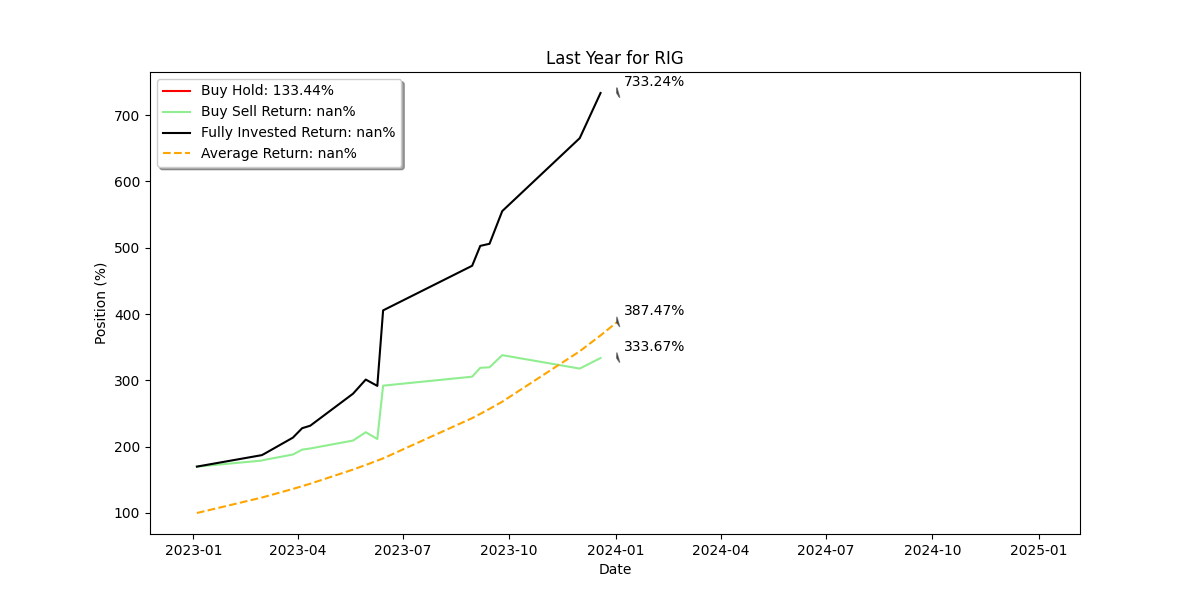 Last Year for RIG
733.24%
Buy Hold: 133.44%
Buy Sell Return: nan%
Fully Invested Return: nan%
Average Return: nan%
700
600
500
400
300
200
100
387.47%
333.67%
Position (%)
2023-01 2023-04 2023-07 2023-10 2024-01 2024-04 2024-07 2024-10 2025-01
Date